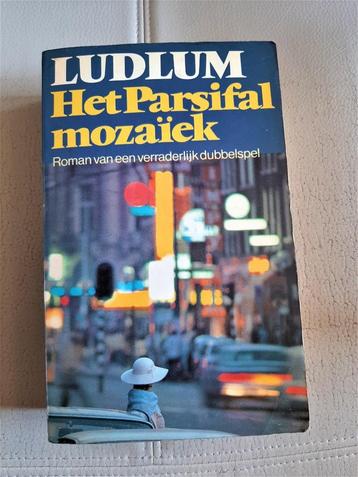 LUDLUM
Het Parsifal
mozaïek
Roman van een verraderlijk dubbelspel